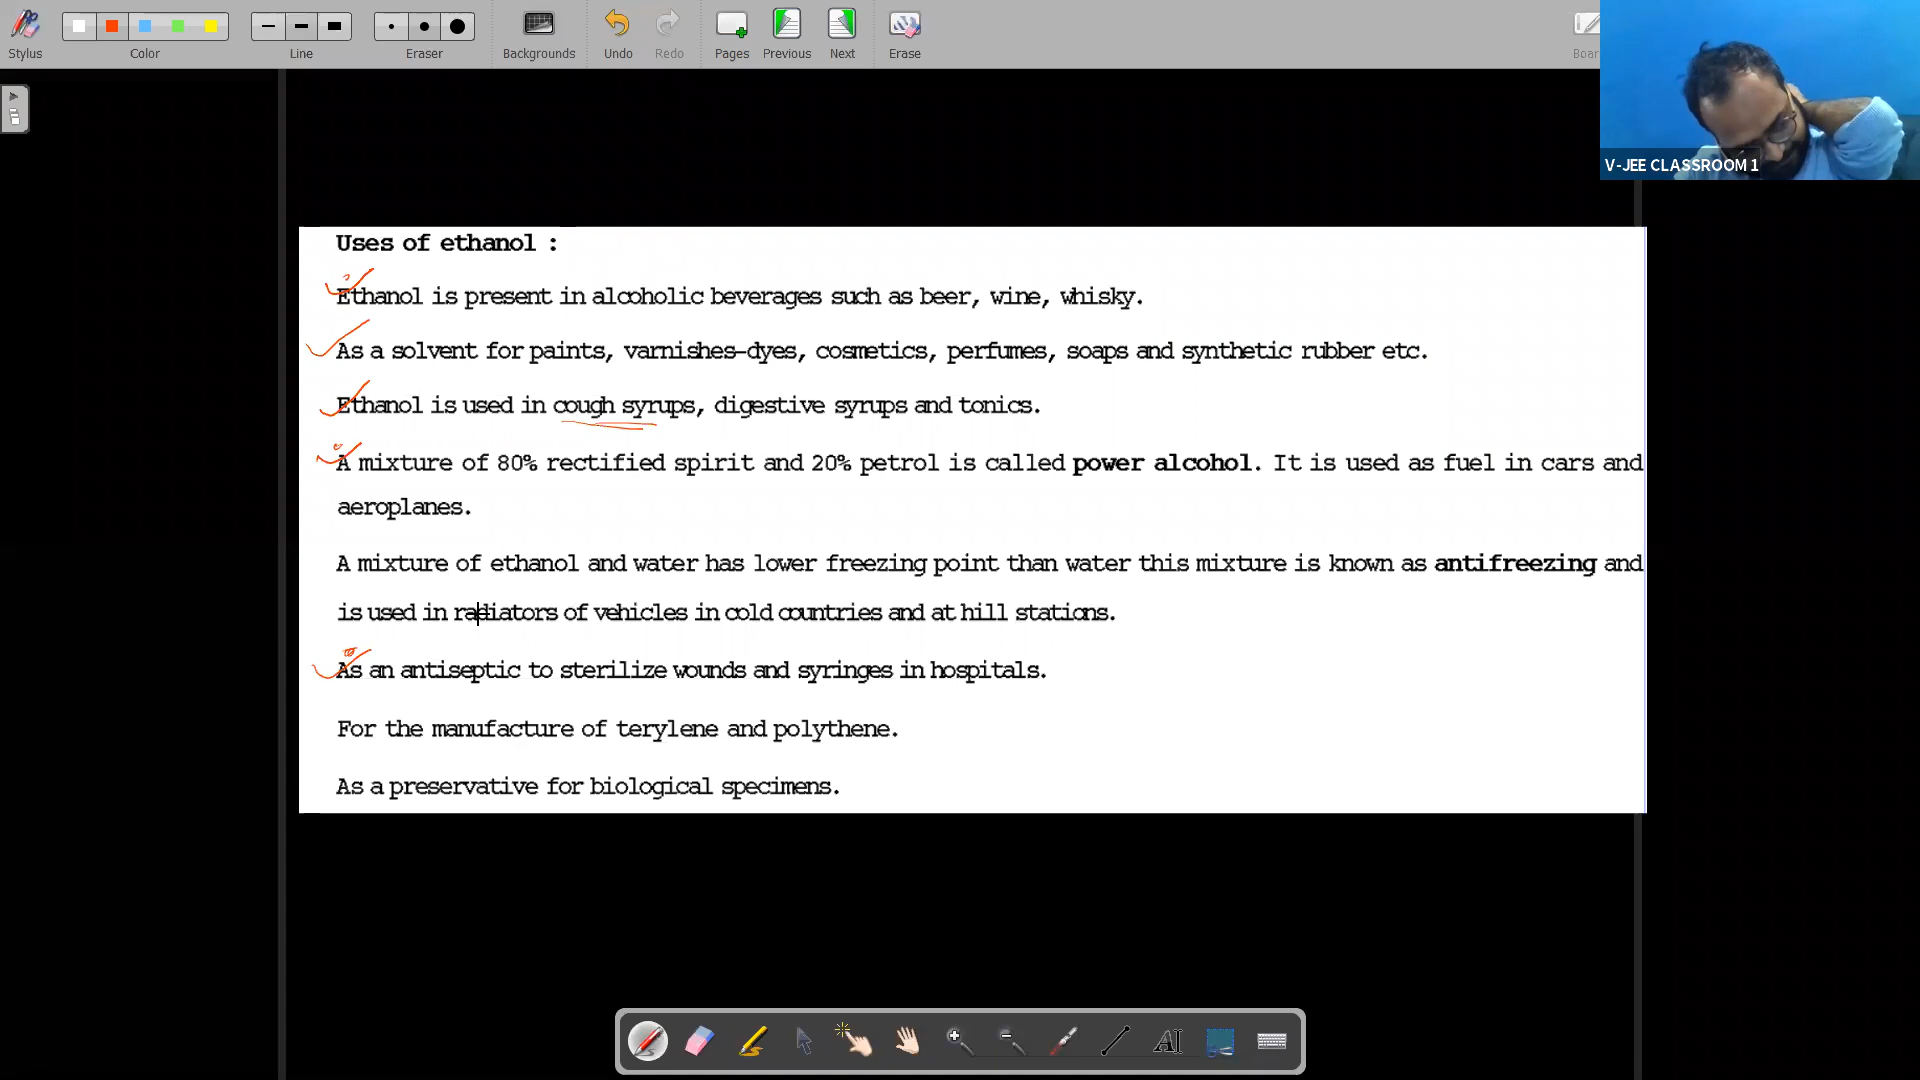 Stylus
Color
Line
Eraser
Backgrounds
Undo
Redo
Pages
Previous
Next
Erase
V-JEE CLASSROOM 1
Uses of ethanol :
Ethanol is present in alcoholic beverages such as beer, wine, whisky.
As a solvent for paints, varnishes-dyes, cosmetics, perfumes, soaps and synthetic rubber etc.
Ethanol is used in cough syrups, digestive syrups and tonics.
A mixture of 80% rectified spirit and 20% petrol is called power alcohol. It is used as fuel in cars and
aeroplanes.
A mixture of ethanol and water has lower freezing point than water this mixture is known as antifreezing and
is used in radiators of vehicles in cold countries and at hill stations.
As an antiseptic to sterilize wounds and syringes in hospitals.
For the manufacture of terylene and polythene.
As a preservative for biological specimens.